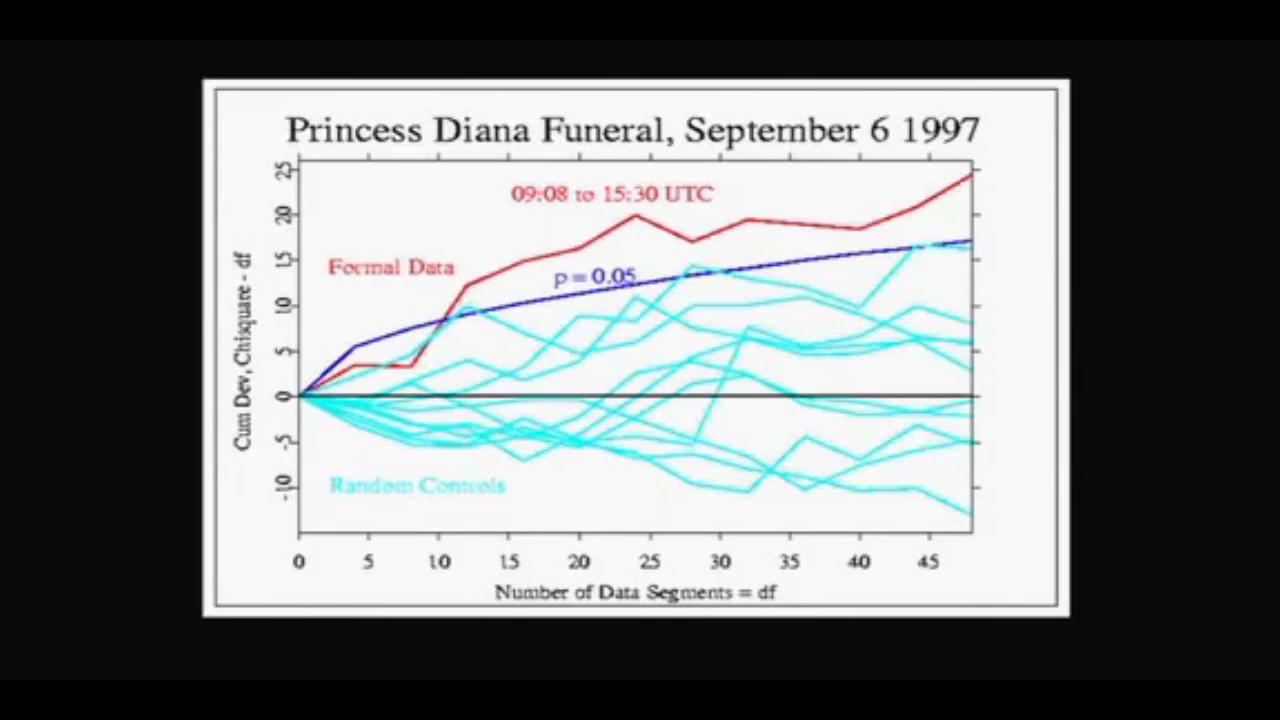 Princess Diana Funeral, September 6 1997
09:08 to 15:30 UTC
Formal Data
p = 0.05
Random Controls
Cum Dev, Chisquare - df
25
20
15
10
5
0
-5
-10
0 5 10 15 20 25 30 35 40 45
Number of Data Segments = df